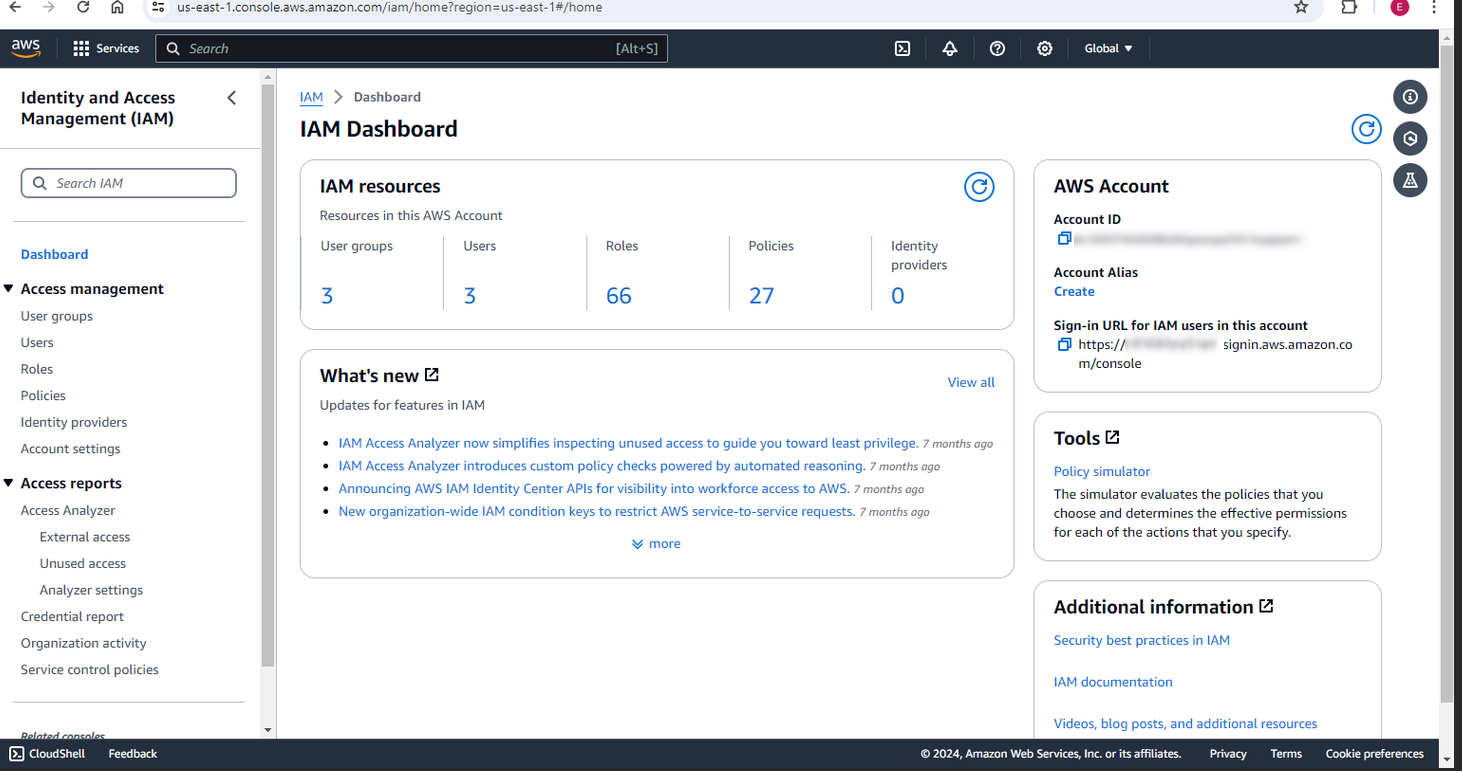 us-east-1.console.aws.amazon.com/iam/home?region=us-east-1#/home
E
aws
Services
Search
[Alt+S]
Global
Identity and Access
Management (IAM)
Search IAM
Dashboard
Access management
User groups
Users
Roles
Policies
Identity providers
Account settings
Access reports
Access Analyzer
External access
Unused access
Analyzer settings
Credential report
Organization activity
Service control policies
Related consoles
IAM > Dashboard
IAM Dashboard
IAM resources
Resources in this AWS Account
User groups
3
Users
3
Roles
66
Policies
27
Identity
providers
0
What's new
View all
Updates for features in IAM
IAM Access Analyzer now simplifies inspecting unused access to guide you toward least privilege. 7 months ago
IAM Access Analyzer introduces custom policy checks powered by automated reasoning. 7 months ago
Announcing AWS IAM Identity Center APIs for visibility into workforce access to AWS. 7 months ago
New organization-wide IAM condition keys to restrict AWS service-to-service requests. 7 months ago
more
AWS Account
Account ID
Account Alias
Create
Sign-in URL for IAM users in this account
https:// signin.aws.amazon.co
m/console
Tools
Policy simulator
The simulator evaluates the policies that you
choose and determines the effective permissions
for each of the actions that you specify.
Additional information
Security best practices in IAM
IAM documentation
Videos, blog posts, and additional resources
CloudShell
Feedback
© 2024, Amazon Web Services, Inc. or its affiliates.
Privacy
Terms
Cookie preferences